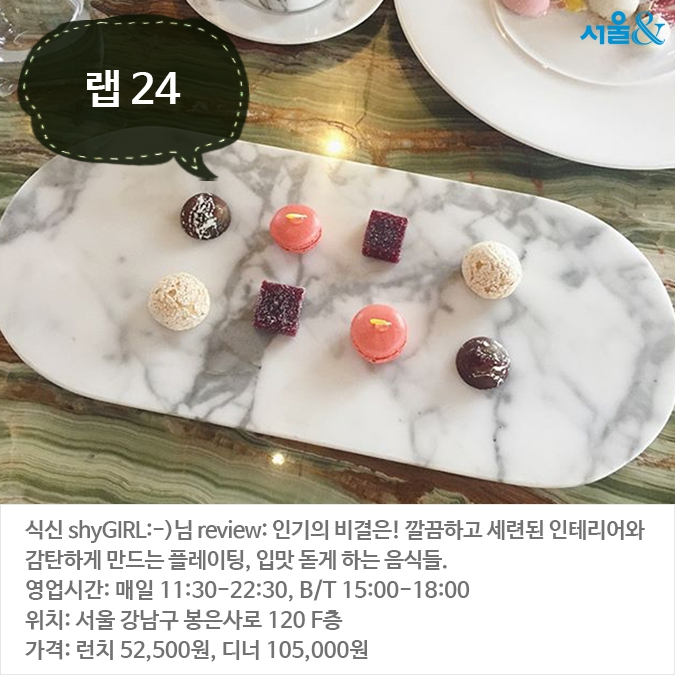 랩 24
서울&
식신 shyGIRL:-)님 review: 인기의 비결은! 깔끔하고 세련된 인테리어와
감탄하게 만드는 플레이팅, 입맛 돋게 하는 음식들.
영업시간: 매일 11:30-22:30, B/T 15:00-18:00
위치: 서울 강남구 봉은사로 120 F층
가격: 런치 52,500원, 디너 105,000원